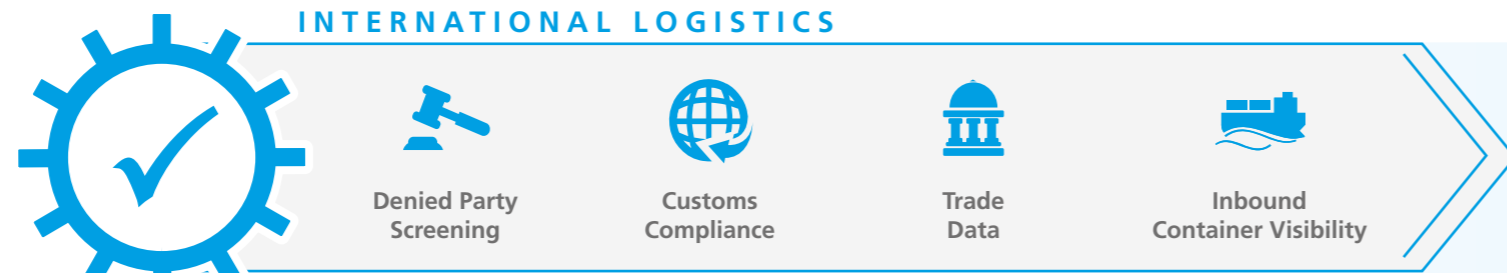 INTERNATIONAL LOGISTICS
Denied Party
Screening
Customs
Compliance
Trade
Data
Inbound
Container Visibility